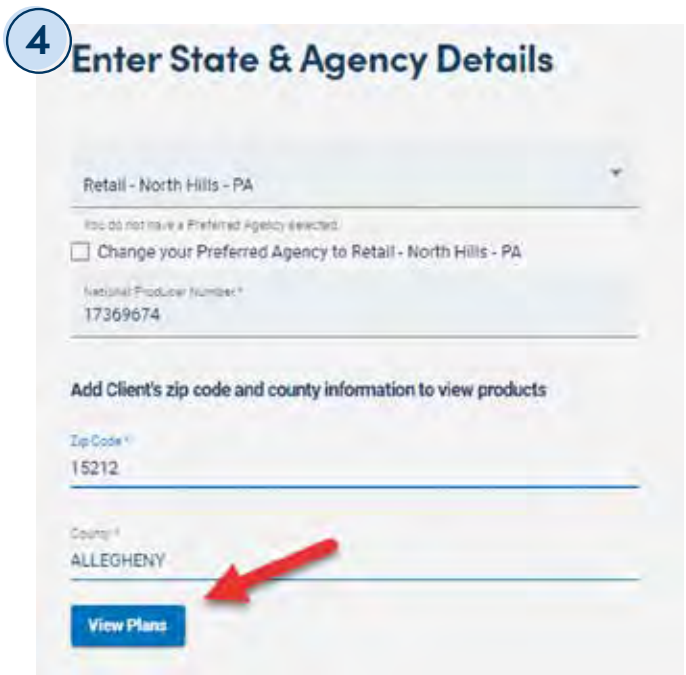 4
Enter State & Agency Details
Retail - North Hills - PA
You do not have a Preferred Agency selected.
Change your Preferred Agency to Retail - North Hills - PA
National Producer Number *
17369674
Add Client's zip code and county information to view products
Zip Code *
15212
County *
ALLEGHENY
View Plans